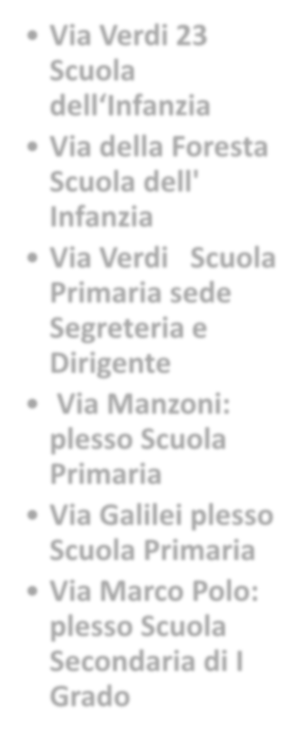 • Via Verdi 23
Scuola
dell‘Infanzia
• Via della Foresta
Scuola dell'
Infanzia
• Via Verdi Scuola
Primaria sede
Segreteria e
Dirigente
• Via Manzoni:
plesso Scuola
Primaria
• Via Galilei plesso
Scuola Primaria
• Via Marco Polo:
plesso Scuola
Secondaria di I
Grado